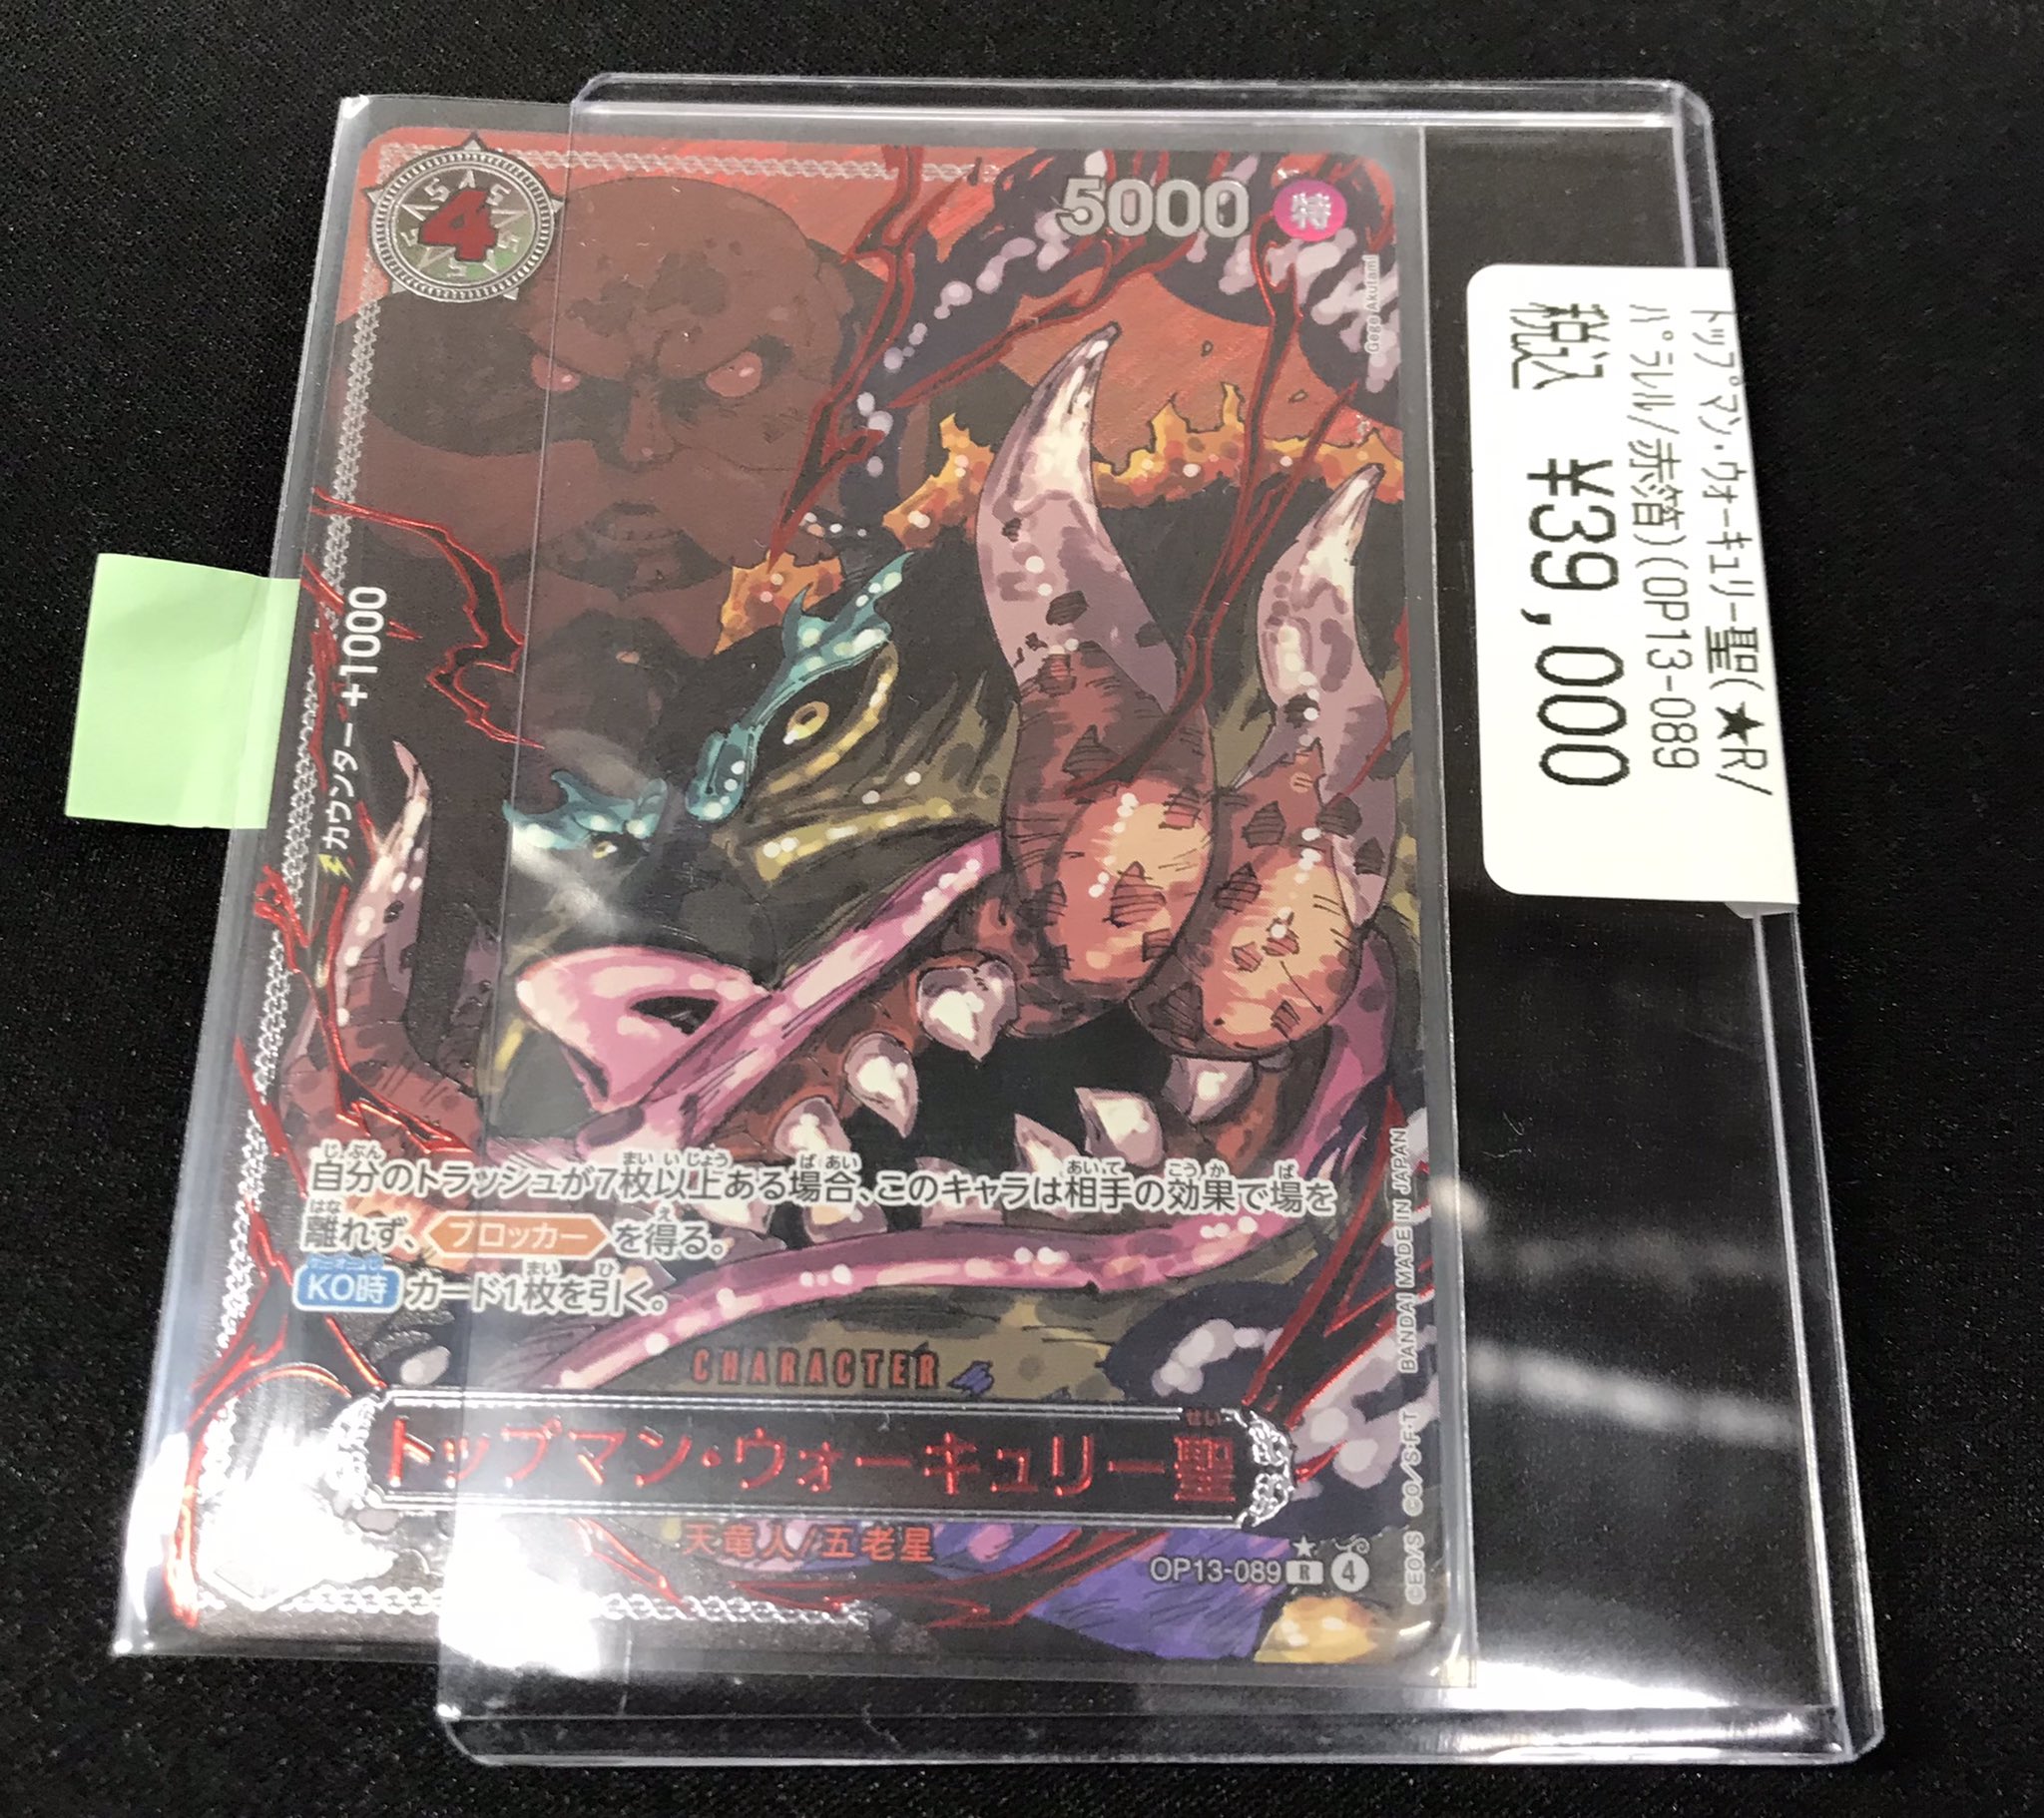 4
5000 特
Gege Akutami
カウンター +1000
自分のトラッシュが7枚以上ある場合、このキャラは相手の効果で場を
離れず、ブロッカーを得る。
KO時 カード1枚を引く。
CHARACTER
トップマン・ウォーキュリー聖
天竜人/五老星
OP13-089 R 4
©EO/S ©O/S･F･T BANDAI MADE IN JAPAN
トップマン・ウォーキュリー聖(★R/
パラレル/赤箔)(OP13-089
税込 ¥39,000